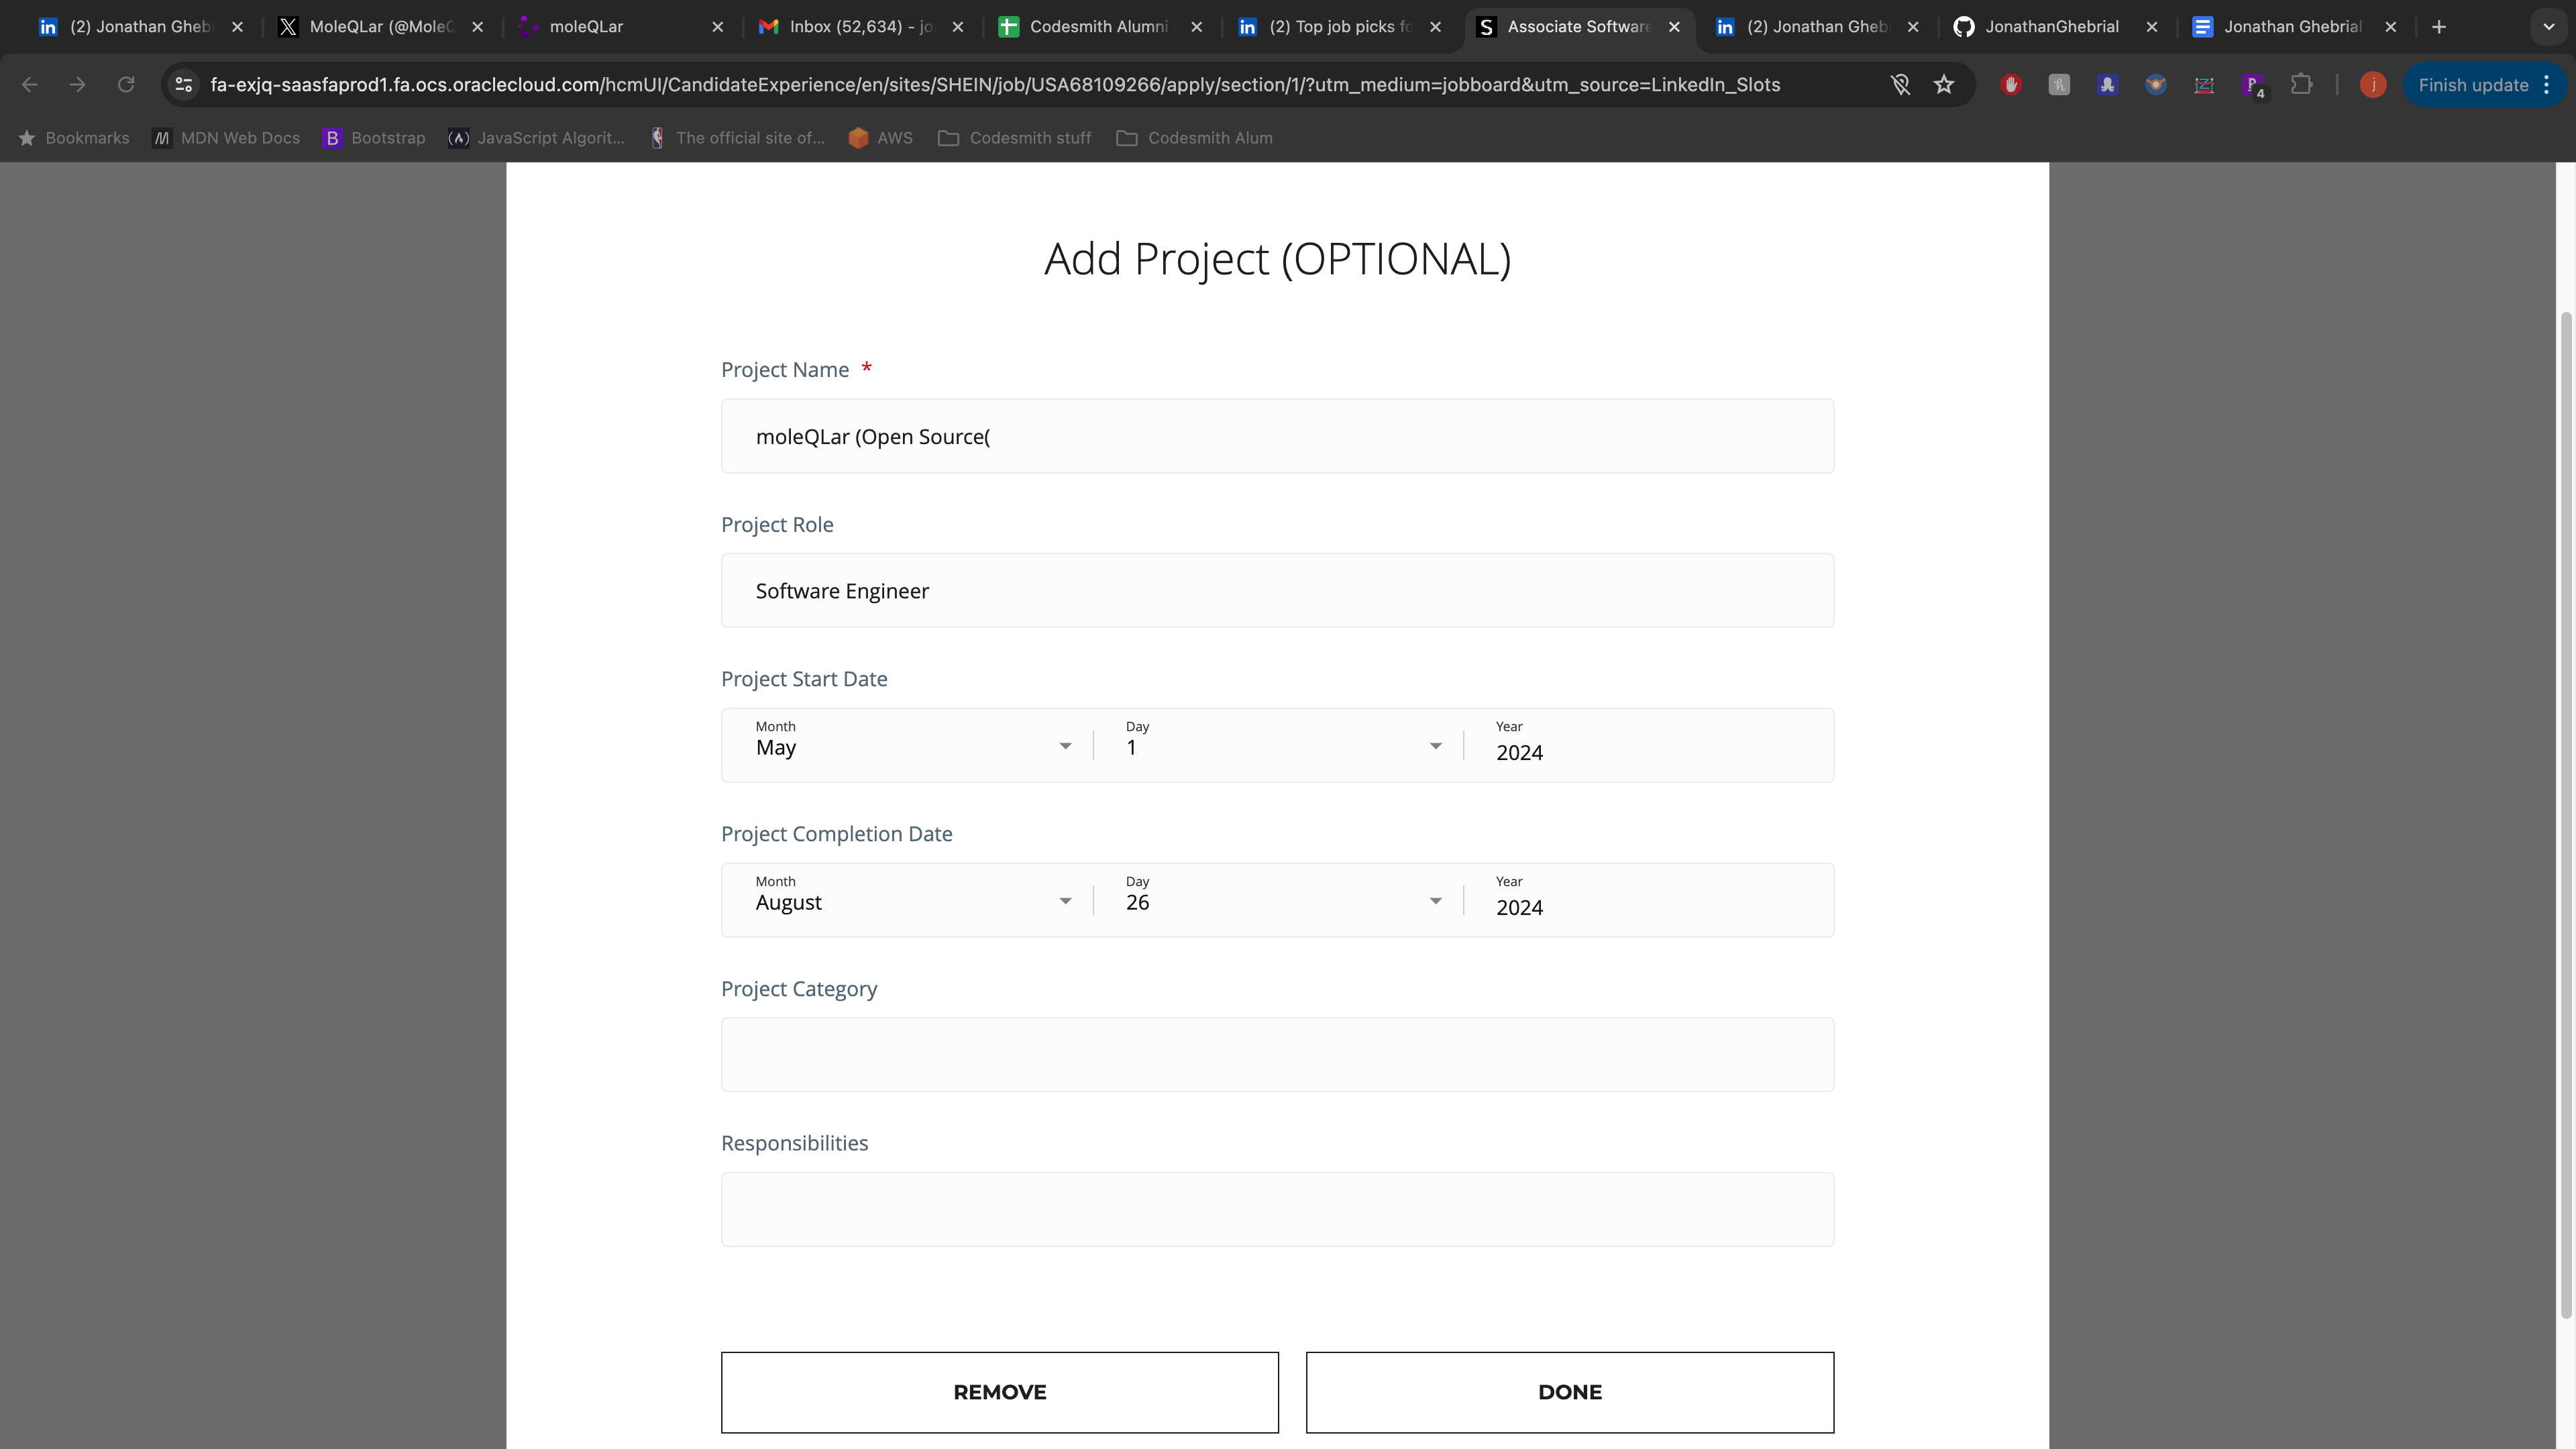 (2) Jonathan Gheb
MoleQLar (@MoleQ
moleQLar
Inbox (52,634) - jo
Codesmith Alumni
(2) Top job picks fo
Associate Software
(2) Jonathan Gheb
JonathanGhebrial
Jonathan Ghebrial
fa-exjq-saasfaprod1.fa.ocs.oraclecloud.com/hcmUI/CandidateExperience/en/sites/SHEIN/job/USA68109266/apply/section/1/?utm_medium=jobboard&utm_source=LinkedIn_Slots
4
j
Finish update
Bookmarks
MDN Web Docs
Bootstrap
JavaScript Algorit...
The official site of...
AWS
Codesmith stuff
Codesmith Alum
Add Project (OPTIONAL)
Project Name *
moleQLar (Open Source(
Project Role
Software Engineer
Project Start Date
Month Day Year
May 1 2024
Project Completion Date
Month Day Year
August 26 2024
Project Category
Responsibilities
REMOVE DONE